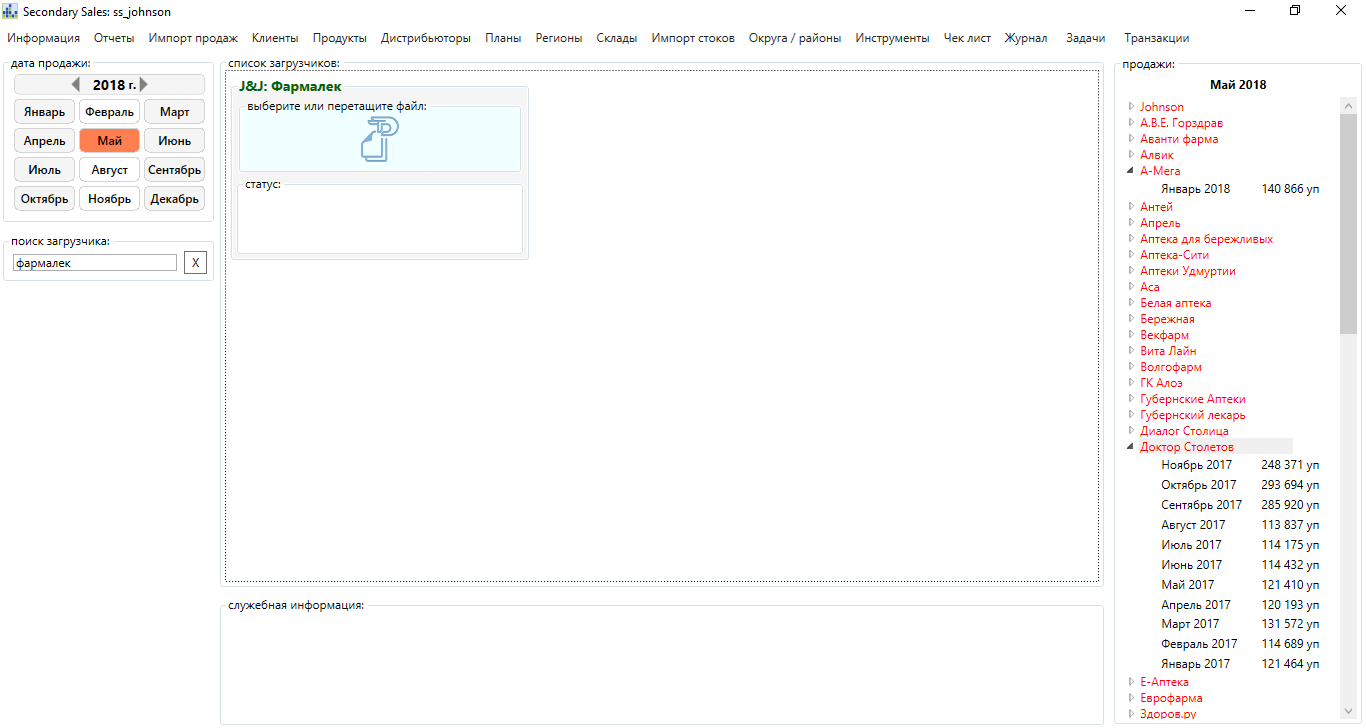 Secondary Sales: ss_johnson
Информация Отчеты Импорт продаж Клиенты Продукты Дистрибьюторы Планы Регионы Склады Импорт стоков Округа / районы Инструменты Чек лист Журнал Задачи Транзакции
дата продажи:
2018 г.
Январь Февраль Март
Апрель Май Июнь
Июль Август Сентябрь
Октябрь Ноябрь Декабрь
поиск загрузчика:
фармалек X
список загрузчиков:
J&J: Фармалек
выберите или перетащите файл:
статус:
служебная информация:
продажи:
Май 2018
Johnson
А.В.Е. Горздрав
Аванти фарма
Алвик
А-Мега
Январь 2018 140 866 уп
Антей
Апрель
Аптека для бережливых
Аптека-Сити
Аптеки Удмуртии
Аса
Белая аптека
Бережная
Векфарм
Вита Лайн
Волгофарм
ГК Алоэ
Губернские Аптеки
Губернский лекарь
Диалог Столица
Доктор Столетов
Ноябрь 2017 248 371 уп
Октябрь 2017 293 694 уп
Сентябрь 2017 285 920 уп
Август 2017 113 837 уп
Июль 2017 114 175 уп
Июнь 2017 114 432 уп
Май 2017 121 410 уп
Апрель 2017 120 193 уп
Март 2017 131 572 уп
Февраль 2017 114 689 уп
Январь 2017 121 464 уп
Е-Аптека
Еврофарма
Здоров.ру